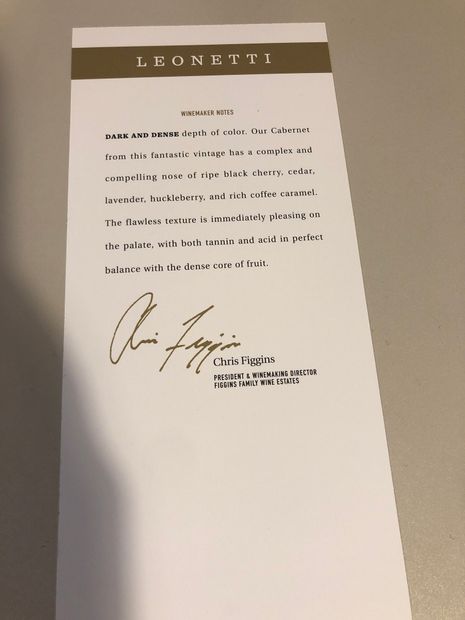 LEONETTI
WINEMAKER NOTES
DARK AND DENSE depth of color. Our Cabernet
from this fantastic vintage has a complex and
compelling nose of ripe black cherry, cedar,
lavender, huckleberry, and rich coffee caramel.
The flawless texture is immediately pleasing on
the palate, with both tannin and acid in perfect
balance with the dense core of fruit.
Chris Figgins
Chris Figgins
PRESIDENT & WINEMAKING DIRECTOR
FIGGINS FAMILY WINE ESTATES